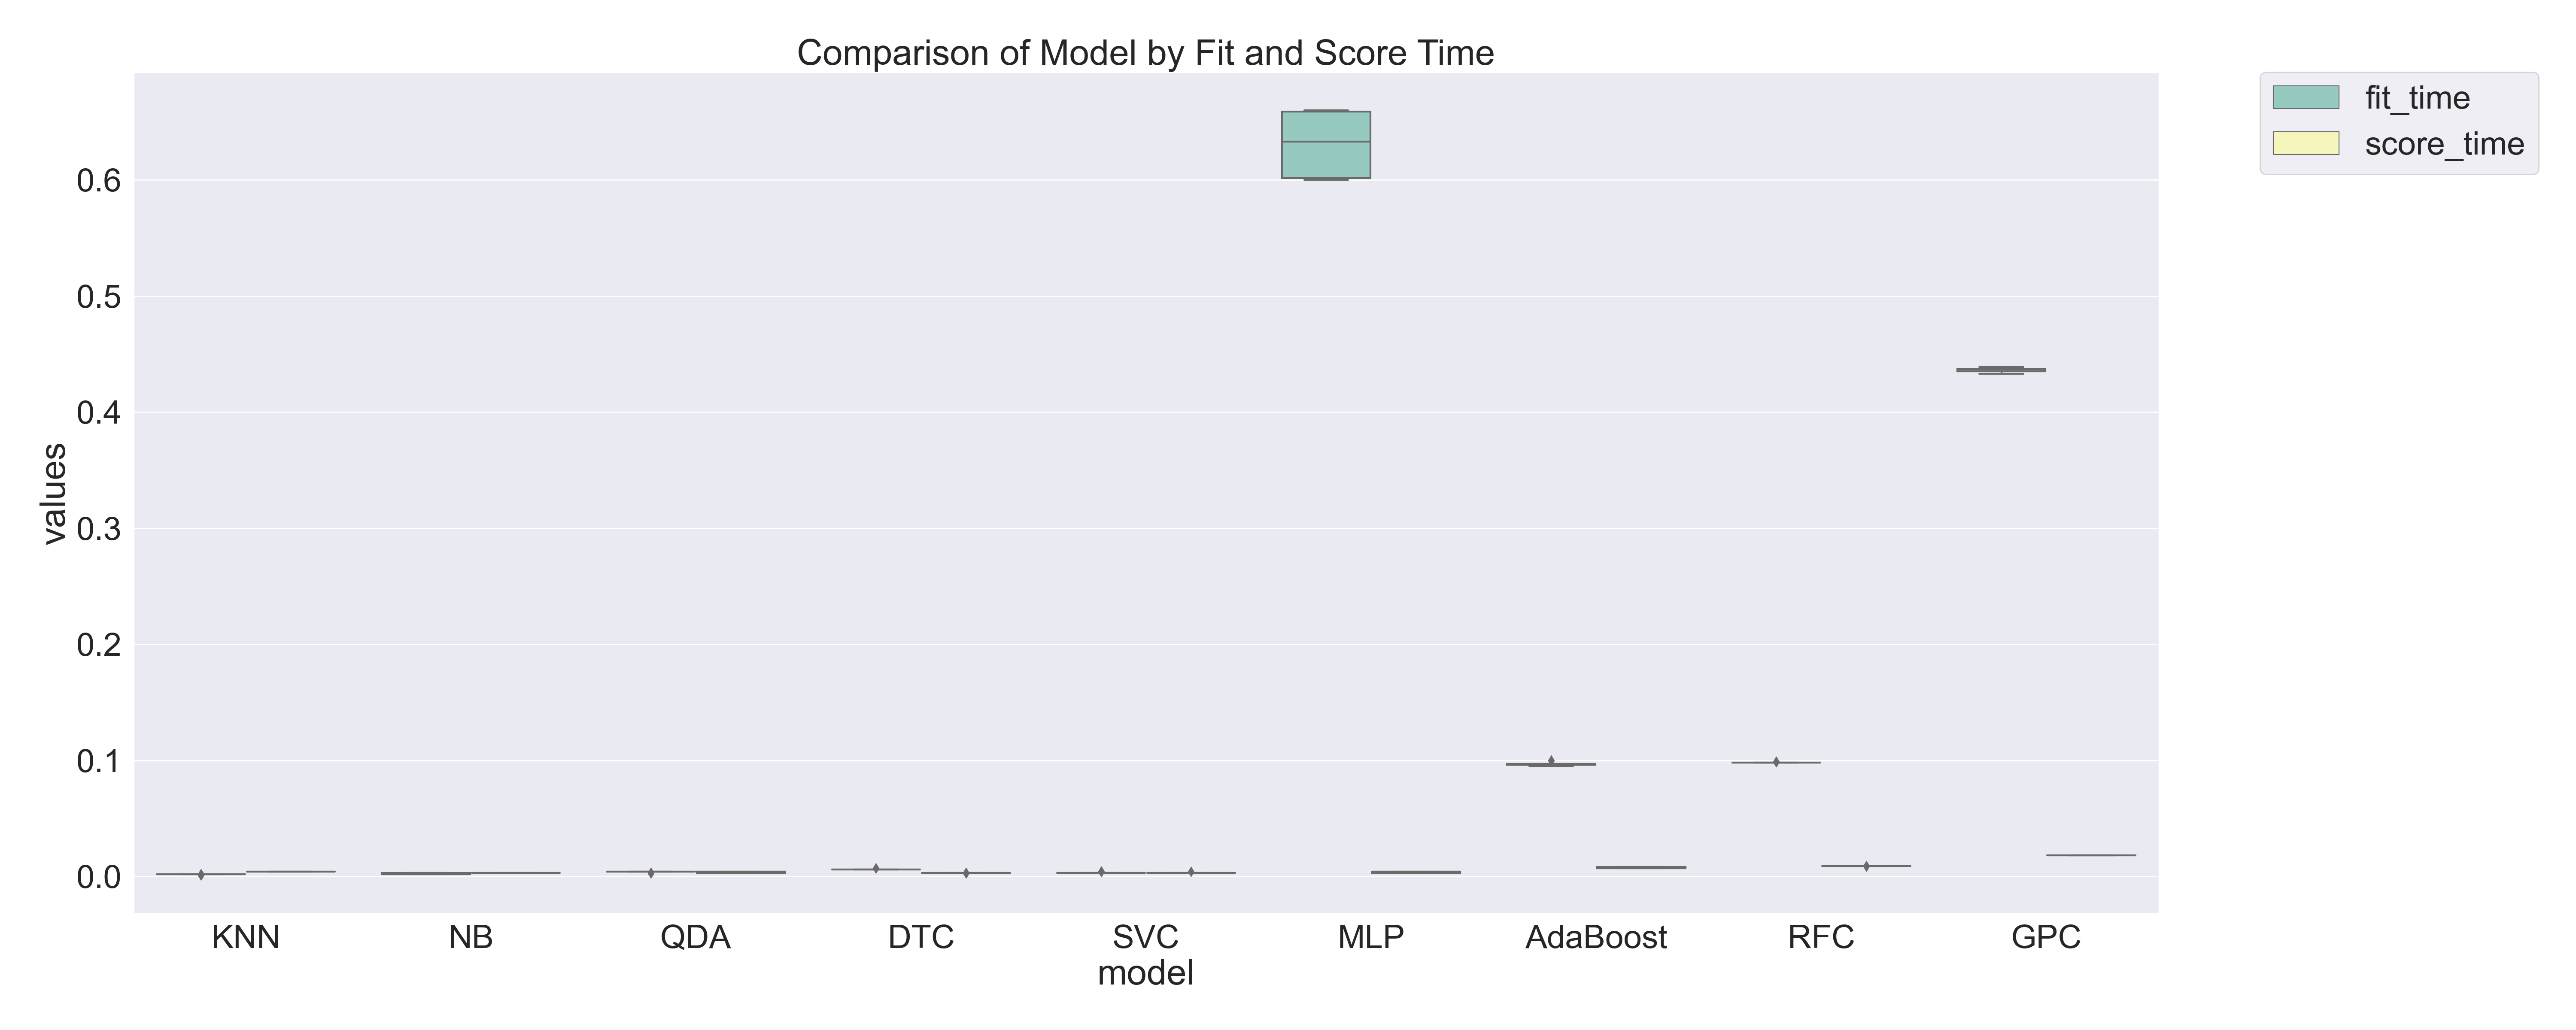 Comparison of Model by Fit and Score Time
fit_time
score_time
0.6
0.5
0.4
0.3
0.2
0.1
0.0
values
KNN NB QDA DTC SVC MLP AdaBoost RFC GPC
model